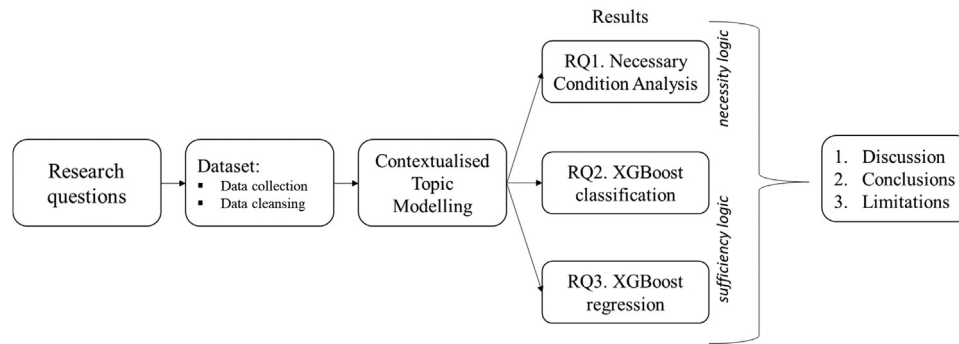 Results
Research
questions
Dataset:
▪ Data collection
▪ Data cleansing
Contextualised
Topic
Modelling
RQ1. Necessary
Condition Analysis
RQ2. XGBoost
classification
RQ3. XGBoost
regression
necessity logic
sufficiency logic
1. Discussion
2. Conclusions
3. Limitations